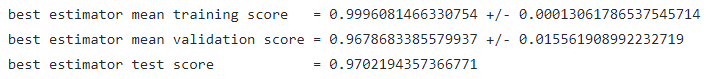 best estimator mean training score   = 0.9996081466330754 +/- 0.00013061786537545714
best estimator mean validation score = 0.9678683385579937 +/- 0.015561908992232719
best estimator test score            = 0.9702194357366771